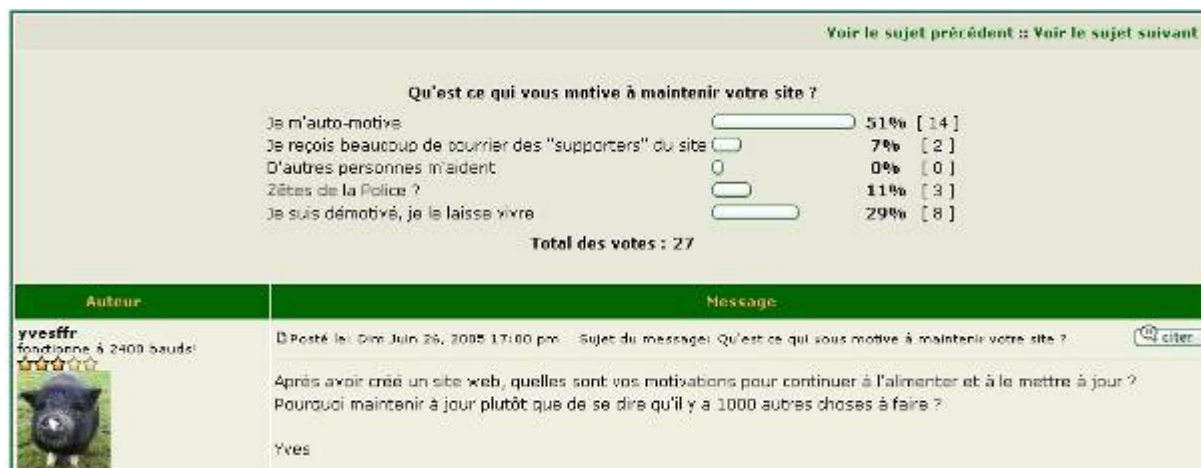 Voir le sujet précédent :: Voir le sujet suivant
Qu'est ce qui vous motive à maintenir votre site ?
Je m'auto-motive 51% [ 14 ]
Je reçois beaucoup de courrier des "supporters" du site 7% [ 2 ]
D'autres personnes m'aident 0% [ 0 ]
Zêtes de la Police ? 11% [ 3 ]
Je suis démotivé, je le laisse vivre 29% [ 8 ]
Total des votes : 27
Auteur Message
yvesffr
fonctionne à 2400 bauds!
Posté le: Dim Juin 26, 2005 17:00 pm Sujet du message: Qu'est ce qui vous motive à maintenir votre site ?
citer
Après avoir créé un site web, quelles sont vos motivations pour continuer à l'alimenter et à le mettre à jour ?
Pourquoi maintenir à jour plutôt que de se dire qu'il y a 1000 autres choses à faire ?
Yves